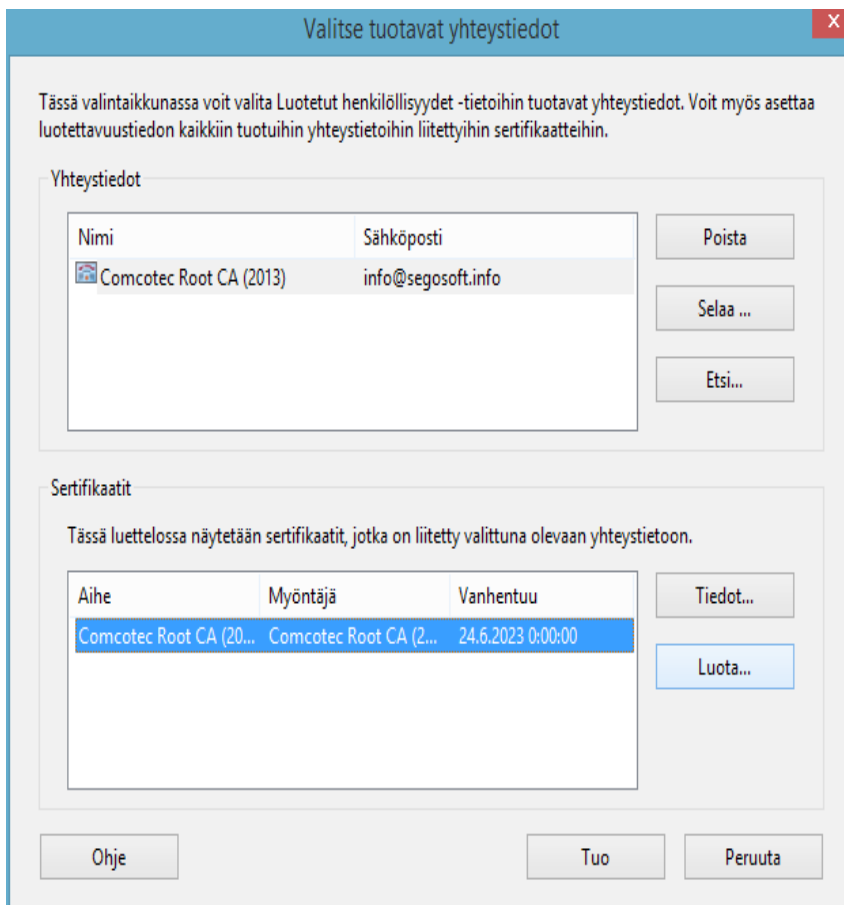 Valitse tuotavat yhteystiedot
x
Tässä valintaikkunassa voit valita Luotetut henkilöllisyydet -tietoihin tuotavat yhteystiedot. Voit myös asettaa
luotettavuustiedon kaikkiin tuotuihin yhteystietoihin liitettyihin sertifikaatteihin.
Yhteystiedot
Nimi Sähköposti
Comcotec Root CA (2013) info@segosoft.info
Poista
Selaa ...
Etsi...
Sertifikaatit
Tässä luettelossa näytetään sertifikaatit, jotka on liitetty valittuna olevaan yhteystietoon.
Aihe Myöntäjä Vanhentuu
Comcotec Root CA (20... Comcotec Root CA (2... 24.6.2023 0:00:00
Tiedot...
Luota...
Ohje Tuo Peruuta